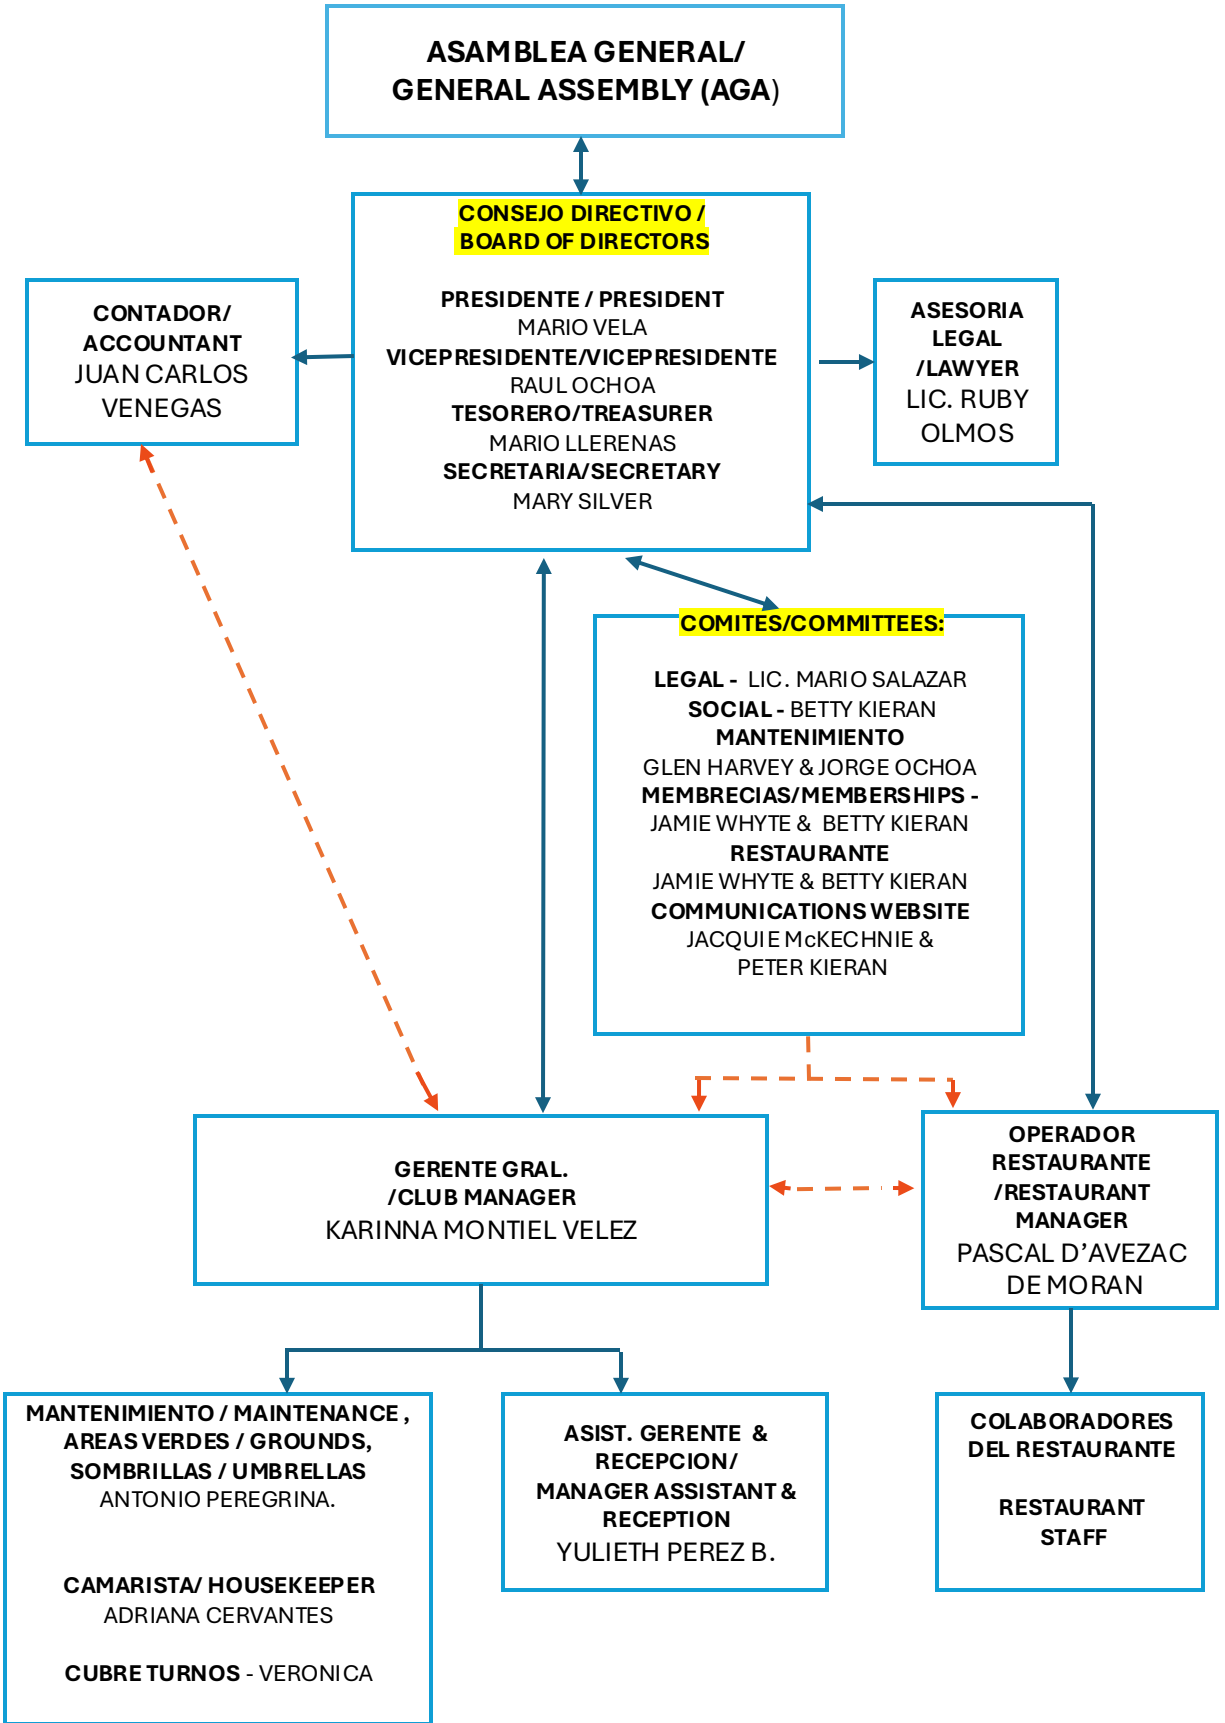 ASAMBLEA GENERAL/
GENERAL ASSEMBLY (AGA)
CONSEJO DIRECTIVO /
BOARD OF DIRECTORS
PRESIDENTE / PRESIDENT
MARIO VELA
VICEPRESIDENTE/VICEPRESIDENTE
RAUL OCHOA
TESORERO/TREASURER
MARIO LLERENAS
SECRETARIA/SECRETARY
MARY SILVER
CONTADOR/
ACCOUNTANT
JUAN CARLOS
VENEGAS
ASESORIA
LEGAL
/LAWYER
LIC. RUBY
OLMOS
COMITES/COMMITTEES:
LEGAL - LIC. MARIO SALAZAR
SOCIAL - BETTY KIERAN
MANTENIMIENTO
GLEN HARVEY & JORGE OCHOA
MEMBRECIAS/MEMBERSHIPS -
JAMIE WHYTE & BETTY KIERAN
RESTAURANTE
JAMIE WHYTE & BETTY KIERAN
COMMUNICATIONS WEBSITE
JACQUIE McKECHNIE &
PETER KIERAN
GERENTE GRAL.
/CLUB MANAGER
KARINNA MONTIEL VELEZ
OPERADOR
RESTAURANTE
/RESTAURANT
MANAGER
PASCAL D’AVEZAC
DE MORAN
MANTENIMIENTO / MAINTENANCE ,
AREAS VERDES / GROUNDS,
SOMBRILLAS / UMBRELLAS
ANTONIO PEREGRINA.
CAMARISTA/ HOUSEKEEPER
ADRIANA CERVANTES
CUBRE TURNOS - VERONICA
ASIST. GERENTE &
RECEPCION/
MANAGER ASSISTANT &
RECEPTION
YULIETH PEREZ B.
COLABORADORES
DEL RESTAURANTE
RESTAURANT
STAFF